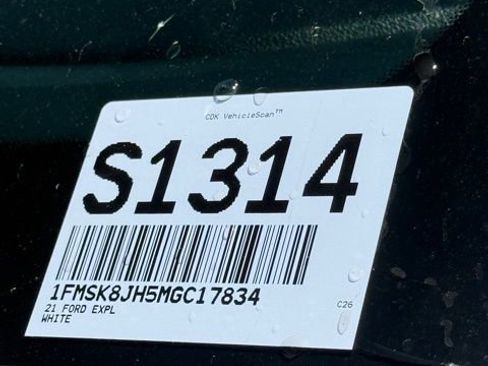 CDK VehicleScan™
S1314
1FMSK8JH5MGC17834
21 FORD EXPL
WHITE
C26